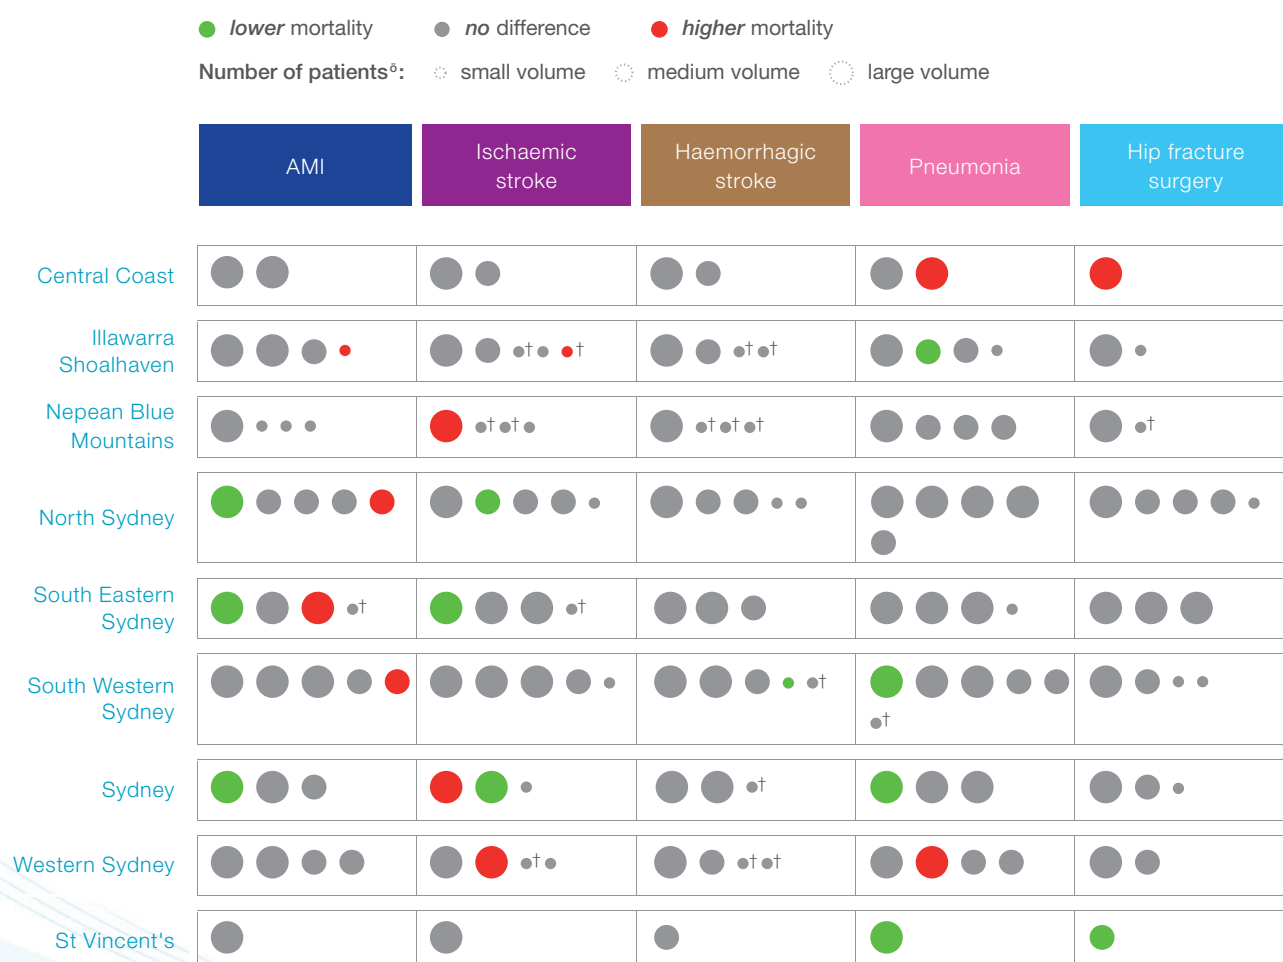 lower mortality no difference higher mortality
Number of patientsö: small volume medium volume large volume
AMI
Ischaemic
stroke
Haemorrhagic
stroke
Pneumonia
Hip fracture
surgery
Central Coast
Illawarra
Shoalhaven
† † † †
Nepean Blue
Mountains
† † † † † †
North Sydney
South Eastern
Sydney
† †
South Western
Sydney
†
†
Sydney
†
Western Sydney
† † †
St Vincent's